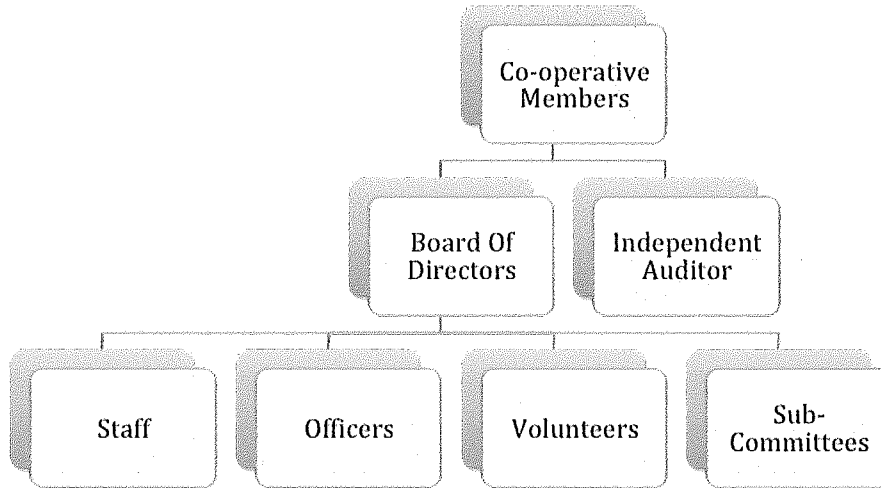 Co-operative
Members
Board Of
Directors
Independent
Auditor
Staff
Officers
Volunteers
Sub-
Committees